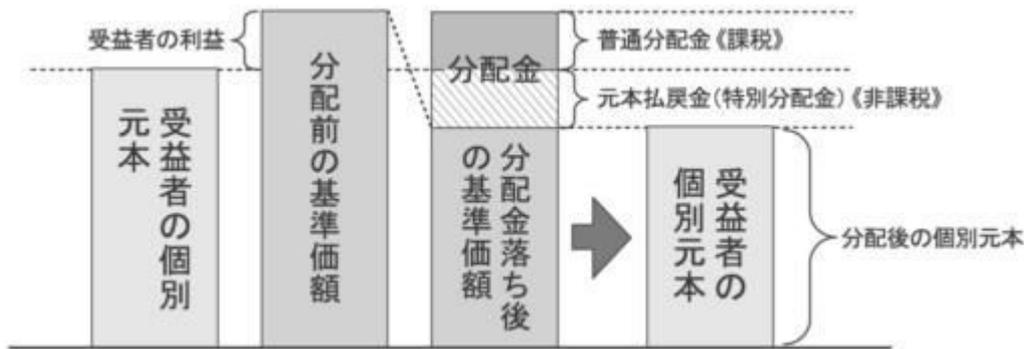 受益者の利益
受益者の個別
元本
分配前の基準価額
分配金
普通分配金《課税》
元本払戻金(特別分配金)《非課税》
分配金落ち後
の基準価額
受益者の
個別元本
分配後の個別元本